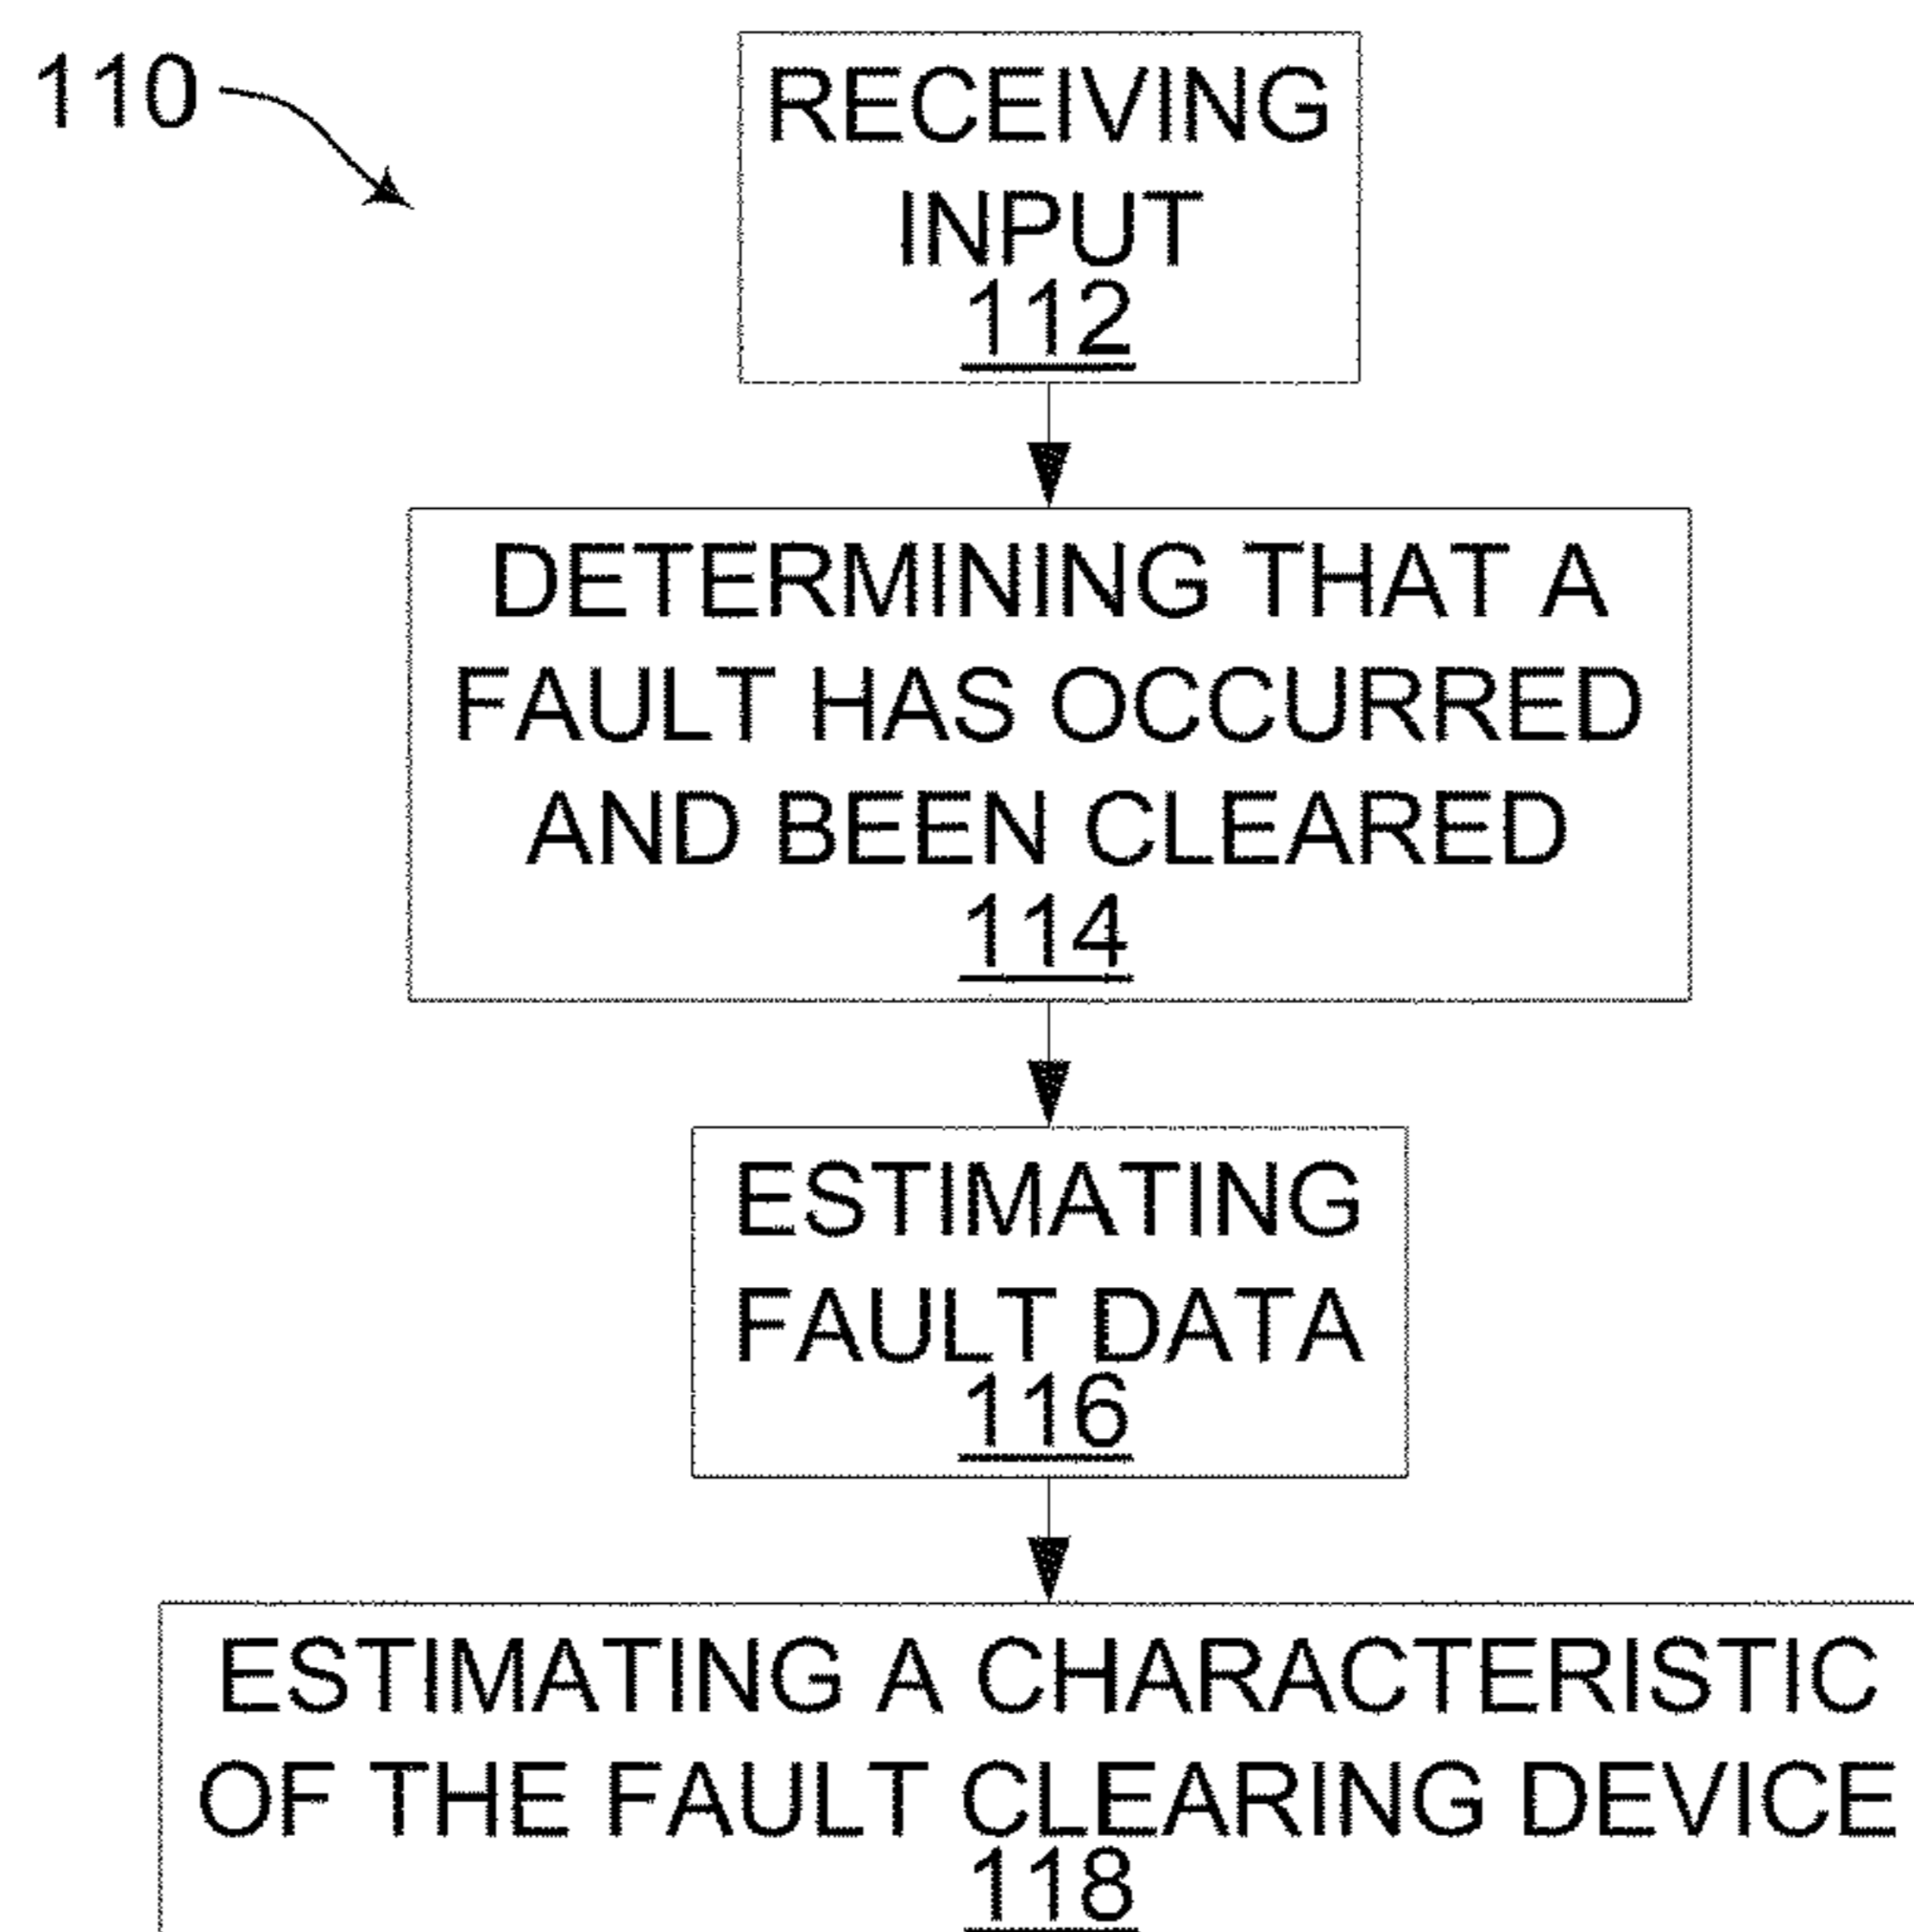 110
RECEIVING
INPUT
112
DETERMINING THAT A
FAULT HAS OCCURRED
AND BEEN CLEARED
114
ESTIMATING
FAULT DATA
116
ESTIMATING A CHARACTERISTIC
OF THE FAULT CLEARING DEVICE
118